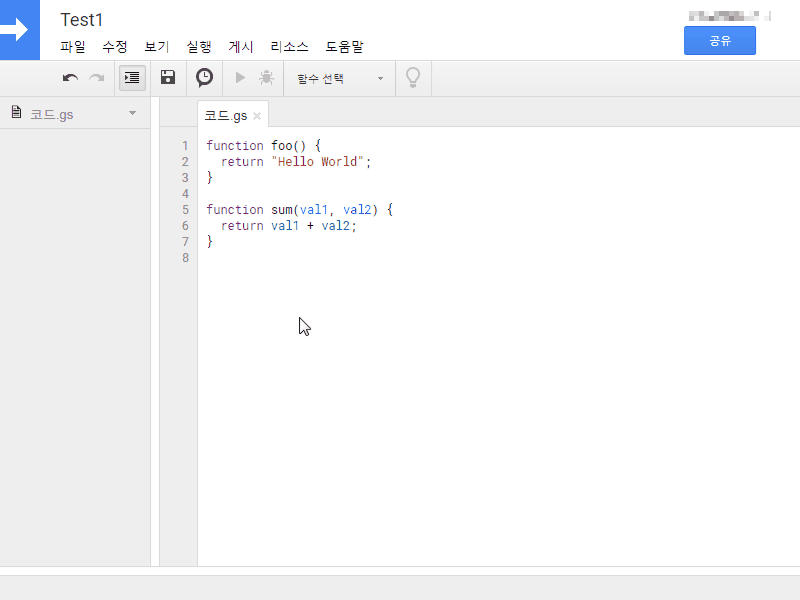 Test1
파일 수정 보기 실행 게시 리소스 도움말
공유
함수 선택
코드.gs
코드.gs ×
1 function foo() {
2   return "Hello World";
3 }
4
5 function sum(val1, val2) {
6   return val1 + val2;
7 }
8